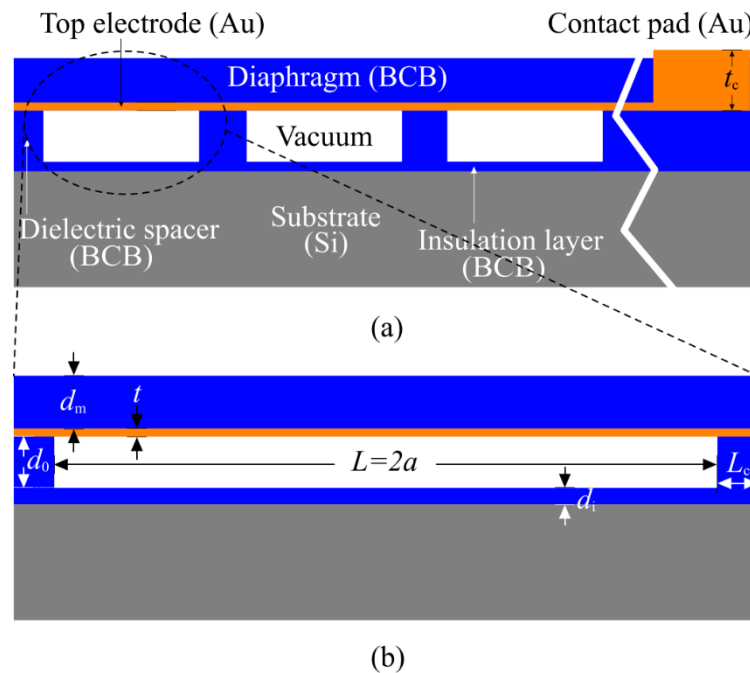 Top electrode (Au)
Contact pad (Au)
Diaphragm (BCB)
tc
Vacuum
Dielectric spacer
(BCB)
Substrate
(Si)
Insulation layer
(BCB)
(a)
dm
t
d0
L=2a
Lc
di
(b)